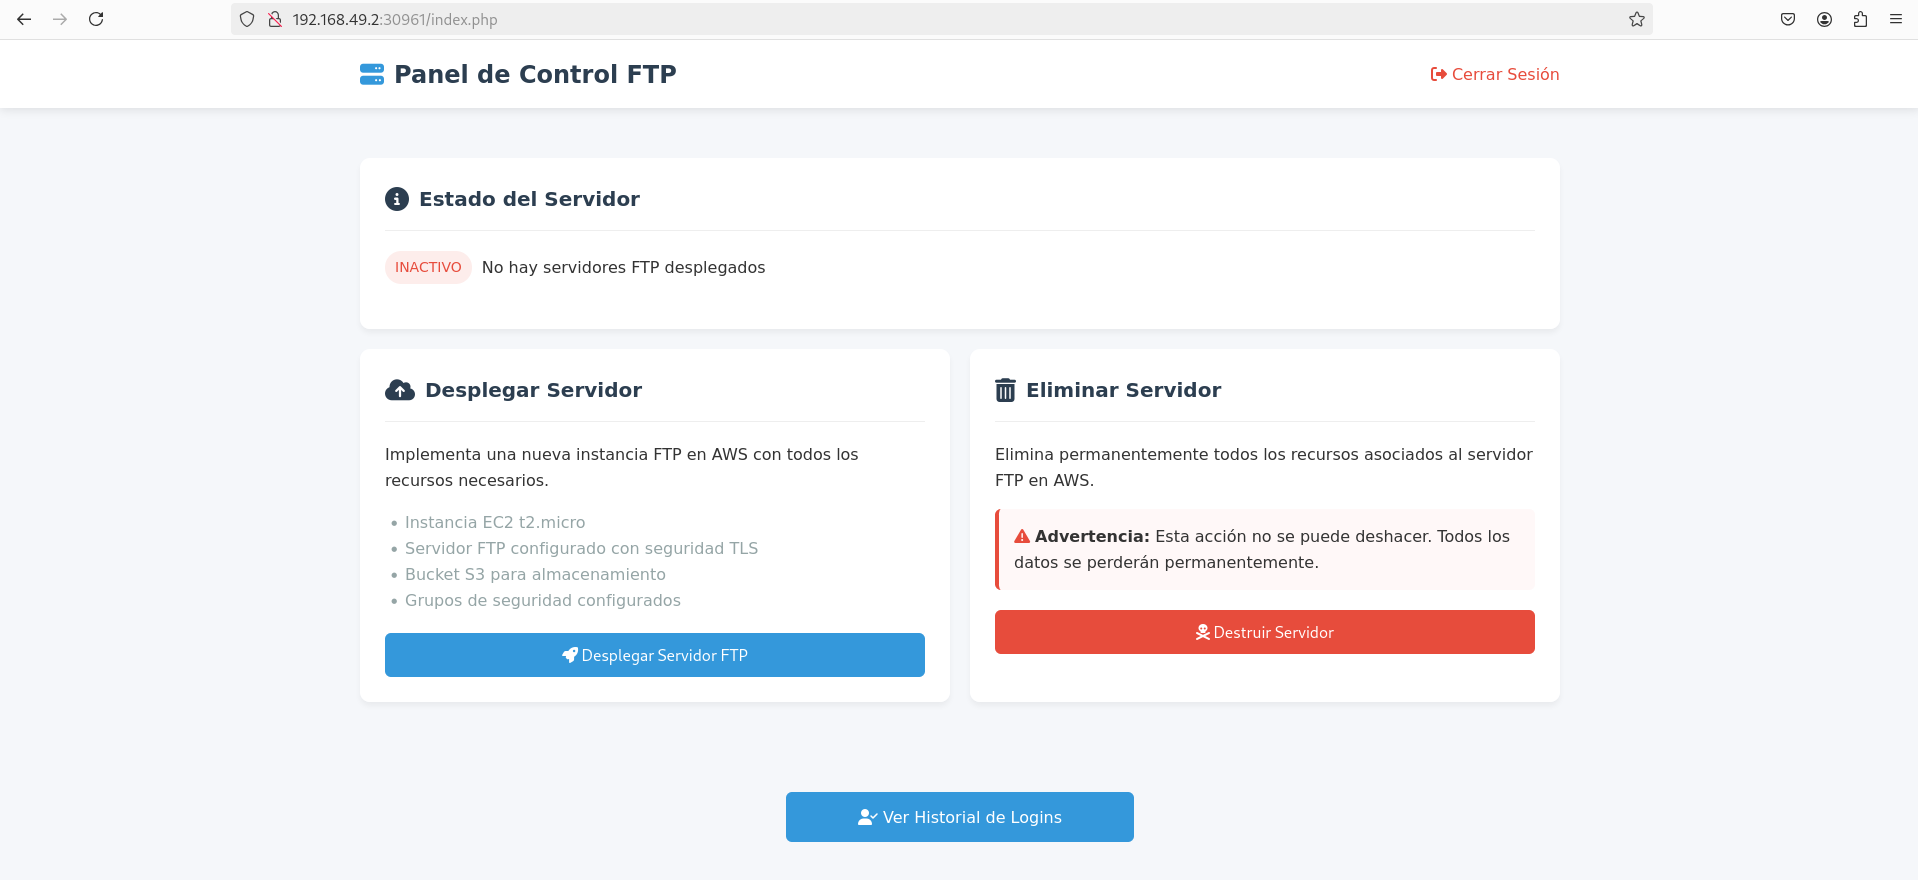 192.168.49.2:30961/index.php
Panel de Control FTP
Cerrar Sesión
Estado del Servidor
INACTIVO No hay servidores FTP desplegados
Desplegar Servidor
Implementa una nueva instancia FTP en AWS con todos los
recursos necesarios.
• Instancia EC2 t2.micro
• Servidor FTP configurado con seguridad TLS
• Bucket S3 para almacenamiento
• Grupos de seguridad configurados
Desplegar Servidor FTP
Eliminar Servidor
Elimina permanentemente todos los recursos asociados al servidor
FTP en AWS.
Advertencia: Esta acción no se puede deshacer. Todos los
datos se perderán permanentemente.
Destruir Servidor
Ver Historial de Logins